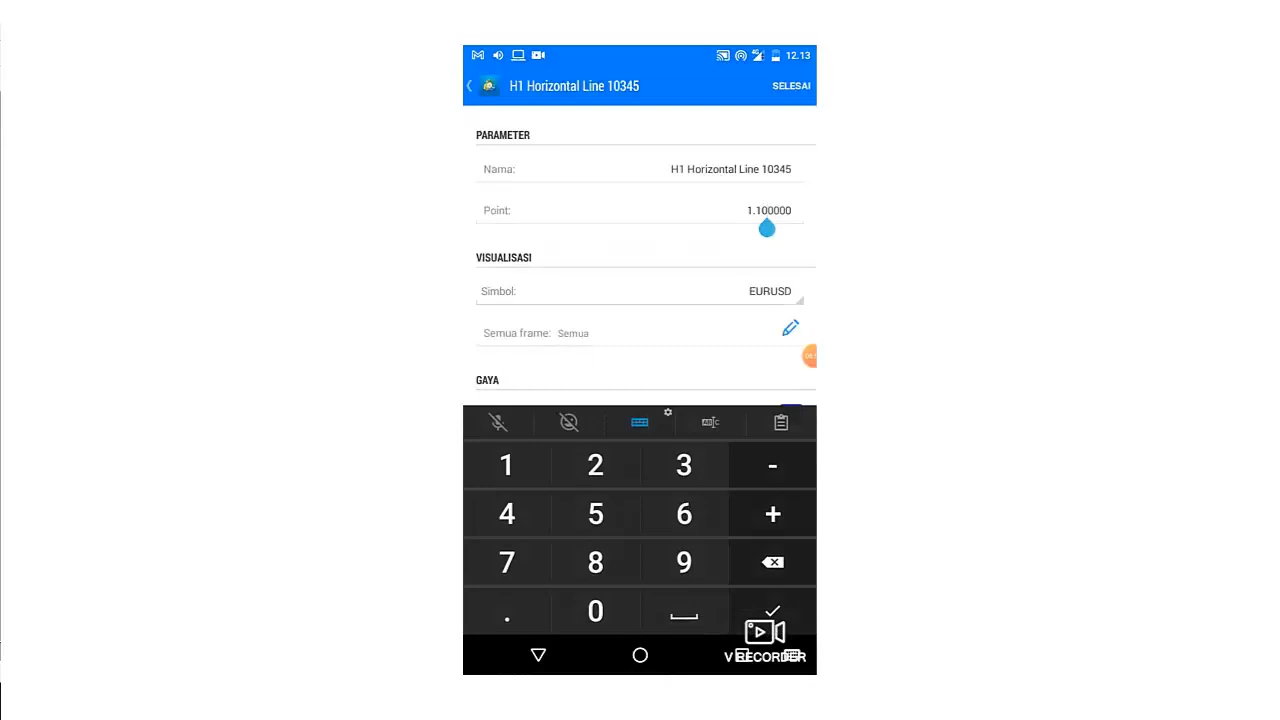 12.13
H1 Horizontal Line 10345 SELESAI
PARAMETER
Nama: H1 Horizontal Line 10345
Point: 1.100000
VISUALISASI
Simbol: EURUSD
Semua frame: Semua
GAYA
1 2 3 -
4 5 6 +
7 8 9
. 0
V RECORDER